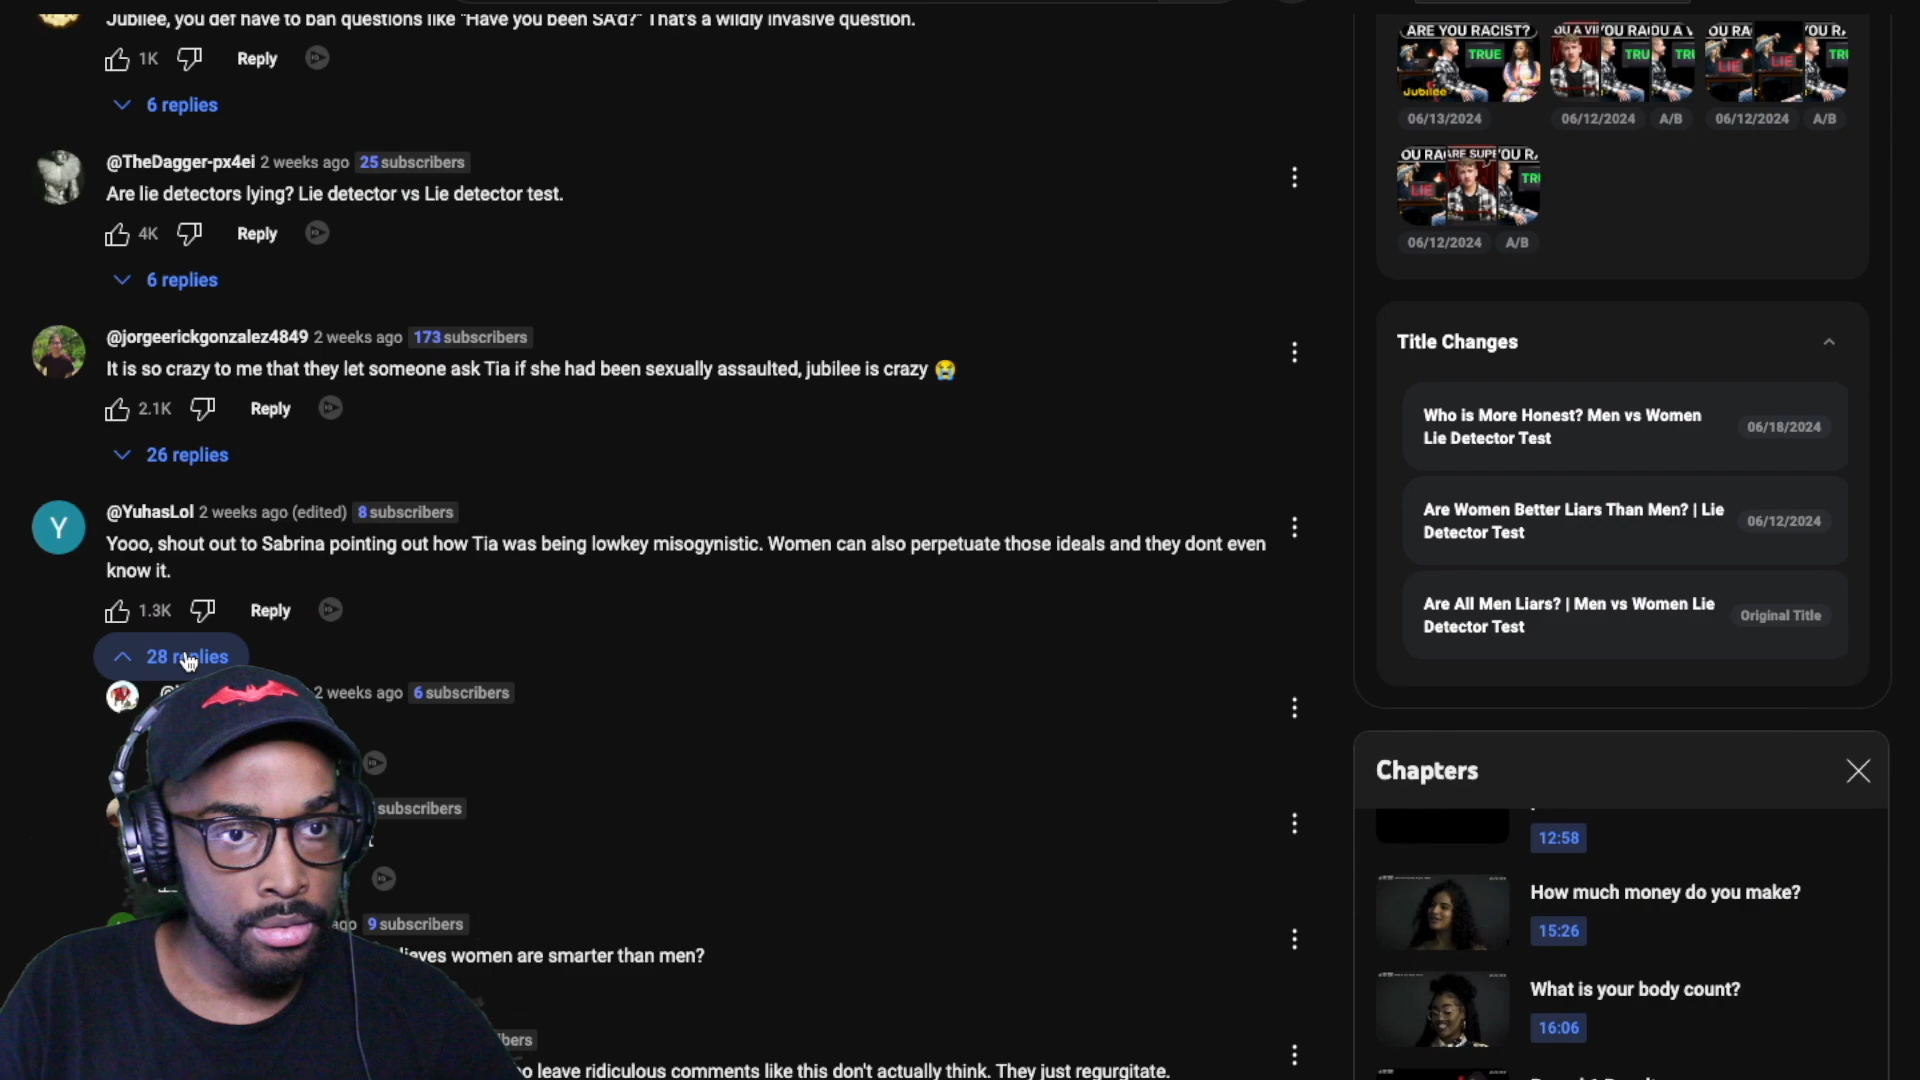 Jubilee, you def have to ban questions like "Have you been SA'd?" That's a wildly invasive question.
1K
Reply
6 replies
@TheDagger-px4ei 2 weeks ago 25 subscribers
Are lie detectors lying? Lie detector vs Lie detector test.
4K
Reply
6 replies
@jorgeerickgonzalez4849 2 weeks ago 173 subscribers
It is so crazy to me that they let someone ask Tia if she had been sexually assaulted, jubilee is crazy 😭
2.1K
Reply
26 replies
Y
@YuhasLol 2 weeks ago (edited) 8 subscribers
Yooo, shout out to Sabrina pointing out how Tia was being lowkey misogynistic. Women can also perpetuate those ideals and they dont even
know it.
1.3K
Reply
28 replies
2 weeks ago 6 subscribers
subscribers
9 subscribers
women are smarter than men?
leave ridiculous comments like this don't actually think. They just regurgitate.
ARE YOU RACIST?
TRUE
Jubilee
06/13/2024
06/12/2024 A/B
LIE
LIE
06/12/2024 A/B
LIE
06/12/2024 A/B
Title Changes
Who is More Honest? Men vs Women
Lie Detector Test
06/18/2024
Are Women Better Liars Than Men? | Lie
Detector Test
06/12/2024
Are All Men Liars? | Men vs Women Lie
Detector Test
Original Title
Chapters
12:58
How much money do you make?
15:26
What is your body count?
16:06